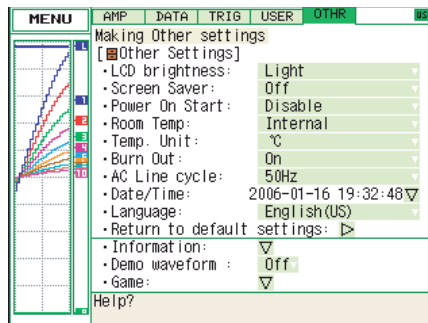 MENU AMP DATA TRIG USER OTHR US
Making Other settings
[Other Settings]
・LCD brightness: Light
・Screen Saver: Off
・Power On Start: Disable
・Room Temp: Internal
・Temp. Unit: ℃
・Burn Out: On
・AC Line cycle: 50Hz
・Date/Time: 2006-01-16 19:32:48▽
・Language: English(US)
・Return to default settings: ▷
・Information: ▽
・Demo waveform : Off
・Game: ▽
Help?
L
1
2
3
4
10